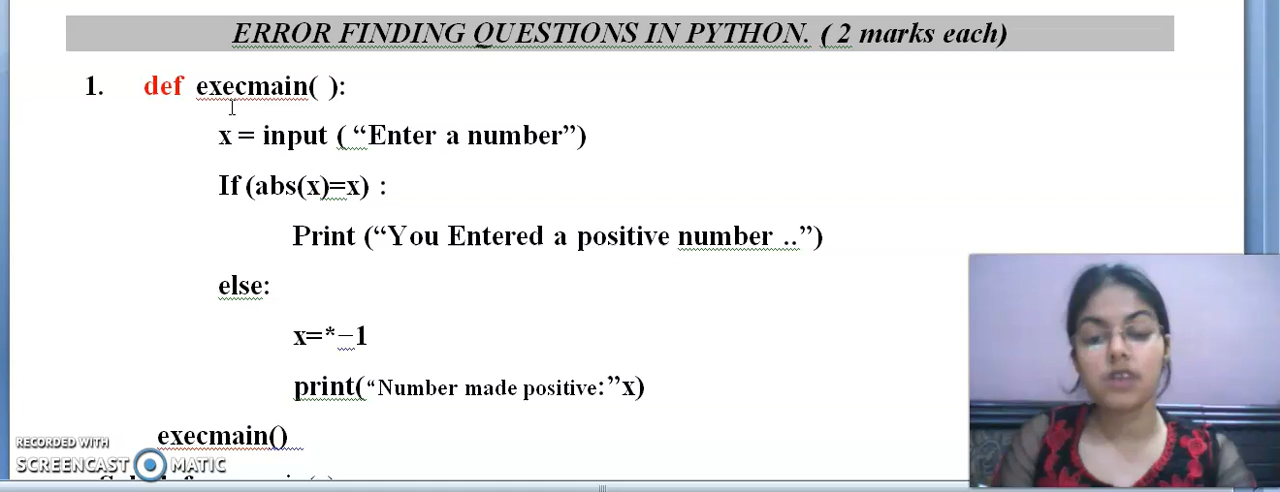 ERROR FINDING QUESTIONS IN PYTHON. ( 2 marks each)
1. def execmain( ):
x = input ( “Enter a number”)
If (abs(x)=x) :
Print (“You Entered a positive number ..”)
else:
x=*−1
print(“Number made positive:”x)
execmain()
RECORDED WITH
SCREENCAST MATIC